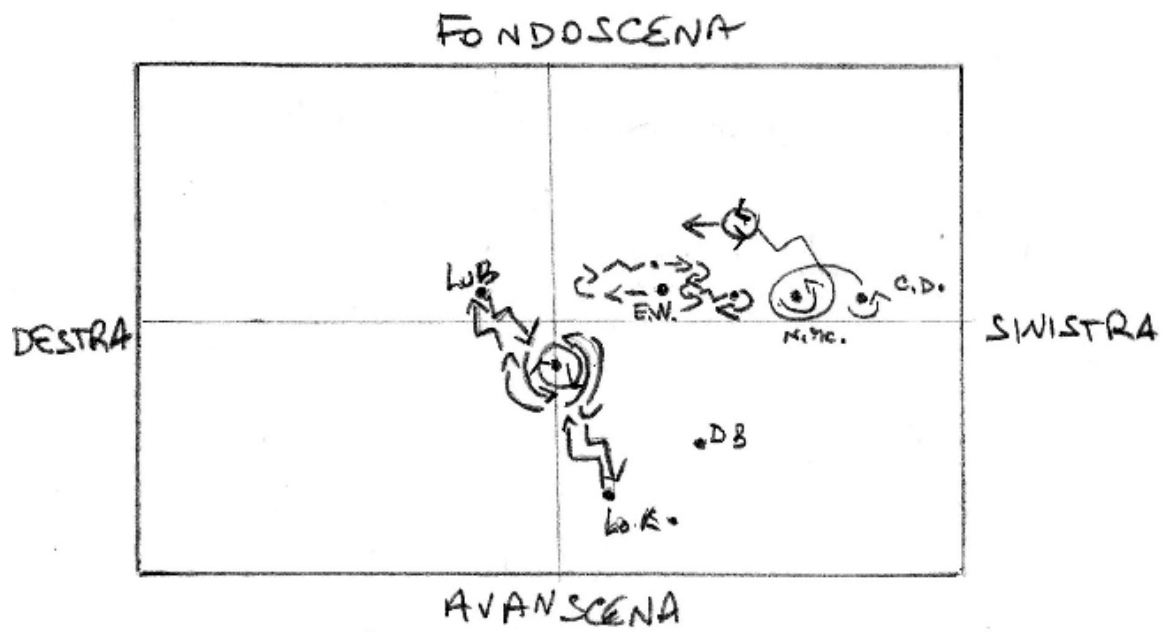 FONDOSCENA
LuB
C.D.
E.W.
N.Mc.
DESTRA
SINISTRA
DB
Lo.K.
AVANSCENA